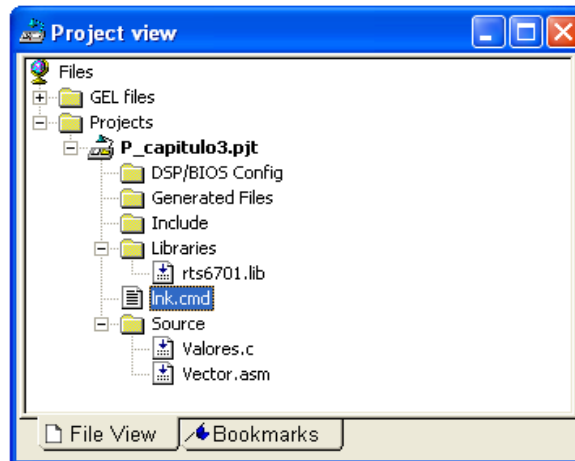 Project view
Files
GEL files
Projects
P_capitulo3.pjt
DSP/BIOS Config
Generated Files
Include
Libraries
rts6701.lib
lnk.cmd
Source
Valores.c
Vector.asm
File View Bookmarks